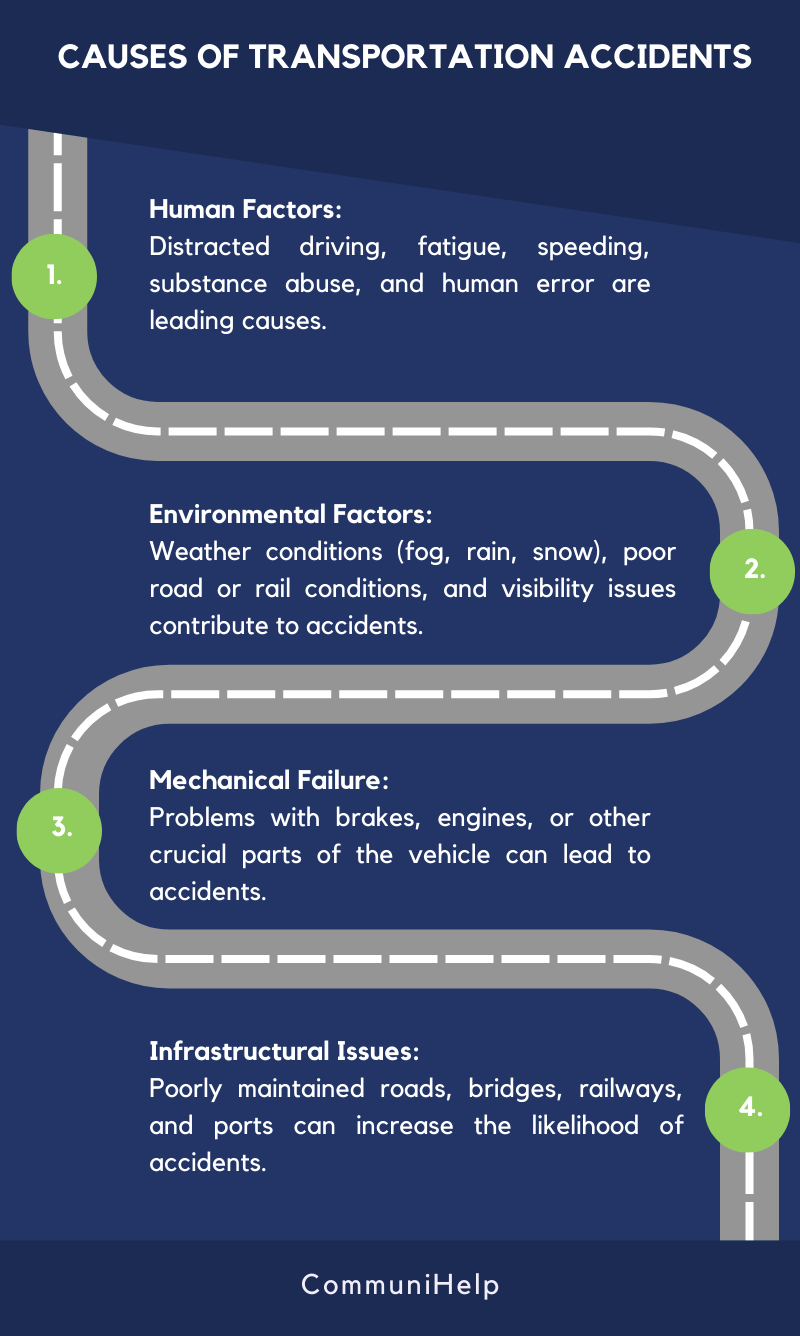 CAUSES OF TRANSPORTATION ACCIDENTS
Human Factors:
Distracted driving, fatigue, speeding,
1.
substance abuse, and human error are
leading causes.
Environmental Factors:
Weather conditions (fog, rain, snow), poor
2.
road or rail conditions, and visibility issues
contribute to accidents.
Mechanical Failure:
Problems with brakes, engines, or other
3.
crucial parts of the vehicle can lead to
accidents.
Infrastructural Issues:
Poorly maintained roads, bridges, railways,
4.
and ports can increase the likelihood of
accidents.
CommuniHelp